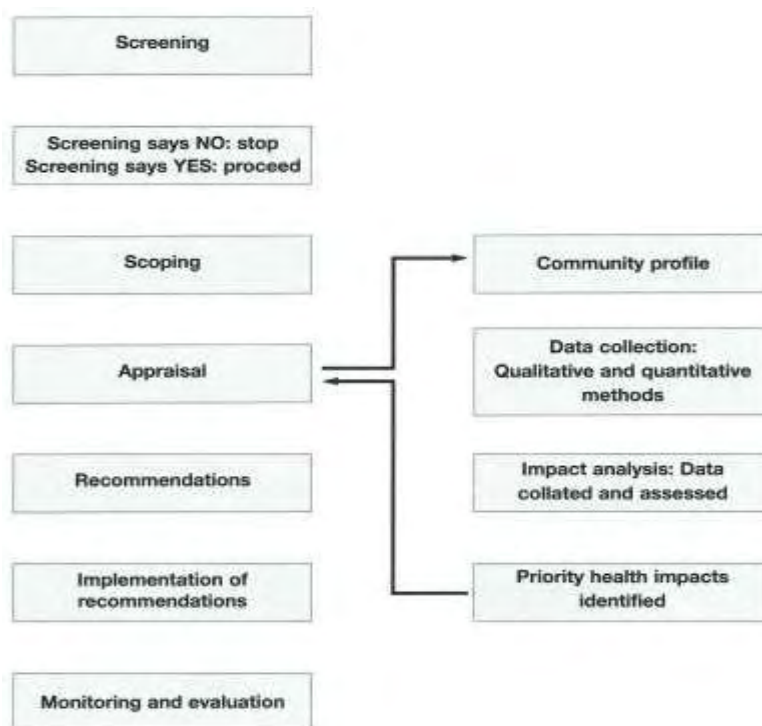 Screening
Screening says NO: stop
Screening says YES: proceed
Scoping
Appraisal
Recommendations
Implementation of
recommendations
Monitoring and evaluation
Community profile
Data collection:
Qualitative and quantitative
methods
Impact analysis: Data
collated and assessed
Priority health impacts
identified